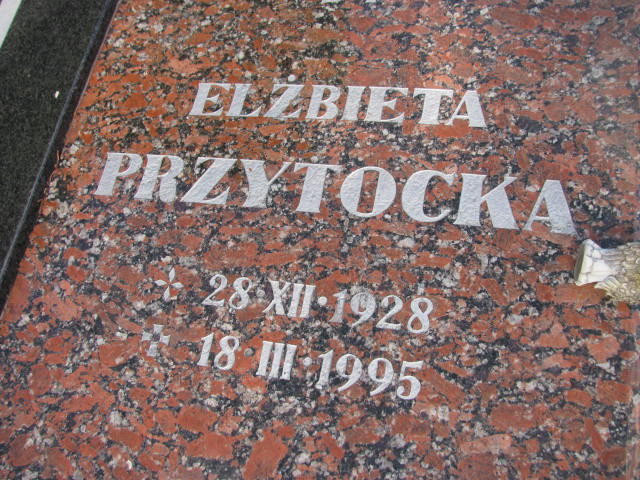 ELŻBIETA
PRZYTOCKA
28·XII·1928
18 III·1995